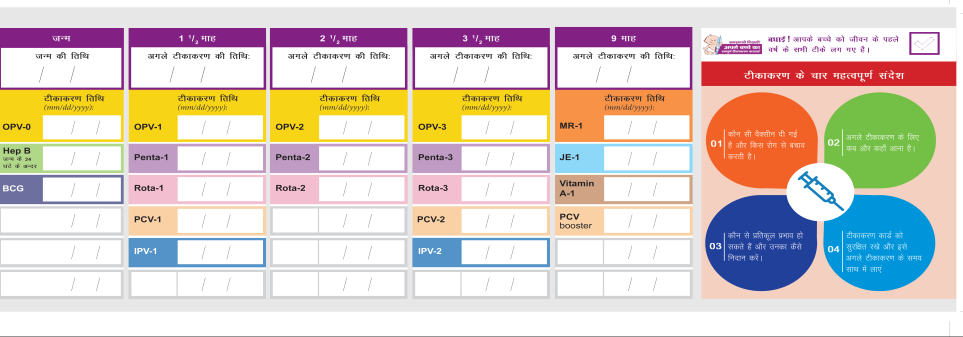 जन्म
जन्म की तिथि
/ /
टीकाकरण तिथि
(mm/dd/yyyy):
OPV-0 / /
Hep B
जन्म के 24
घंटे के अन्दर
/ /
BCG / /
/ /
/ /
/ /
1 1/2 माह
अगले टीकाकरण की तिथि:
/ /
टीकाकरण तिथि
(mm/dd/yyyy):
OPV-1 / /
Penta-1 / /
Rota-1 / /
PCV-1 / /
IPV-1 / /
/ /
2 1/2 माह
अगले टीकाकरण की तिथि:
/ /
टीकाकरण तिथि
(mm/dd/yyyy):
OPV-2 / /
Penta-2 / /
Rota-2 / /
/ /
/ /
/ /
3 1/2 माह
अगले टीकाकरण की तिथि:
/ /
टीकाकरण तिथि
(mm/dd/yyyy):
OPV-3 / /
Penta-3 / /
Rota-3 / /
PCV-2 / /
IPV-2 / /
/ /
9 माह
अगले टीकाकरण की तिथि:
/ /
टीकाकरण तिथि
(mm/dd/yyyy):
MR-1 / /
JE-1 / /
Vitamin
A-1
/ /
PCV
booster
/ /
/ /
/ /
बधाई! आपके बच्चे को जीवन के पहले
वर्ष के सभी टीके लग गए है।
टीकाकरण के चार महत्वपूर्ण संदेश
01
कौन सी वेक्सीन दी गई
है और किस रोग से बचाव
करती है।
02
अगले टीकाकरण के लिए
कब और कहाँ आना है।
03
कौन से प्रतिकूल प्रभाव हो
सकते हैं और उनका कैसे
निदान करें।
04
टीकाकरण कार्ड को
सुरक्षित रखे और इसे
अगले टीकाकरण के समय
साथ में लाएं